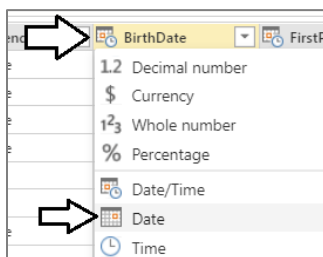 BirthDate
1.2 Decimal number
$ Currency
1²3 Whole number
% Percentage
Date/Time
Date
Time